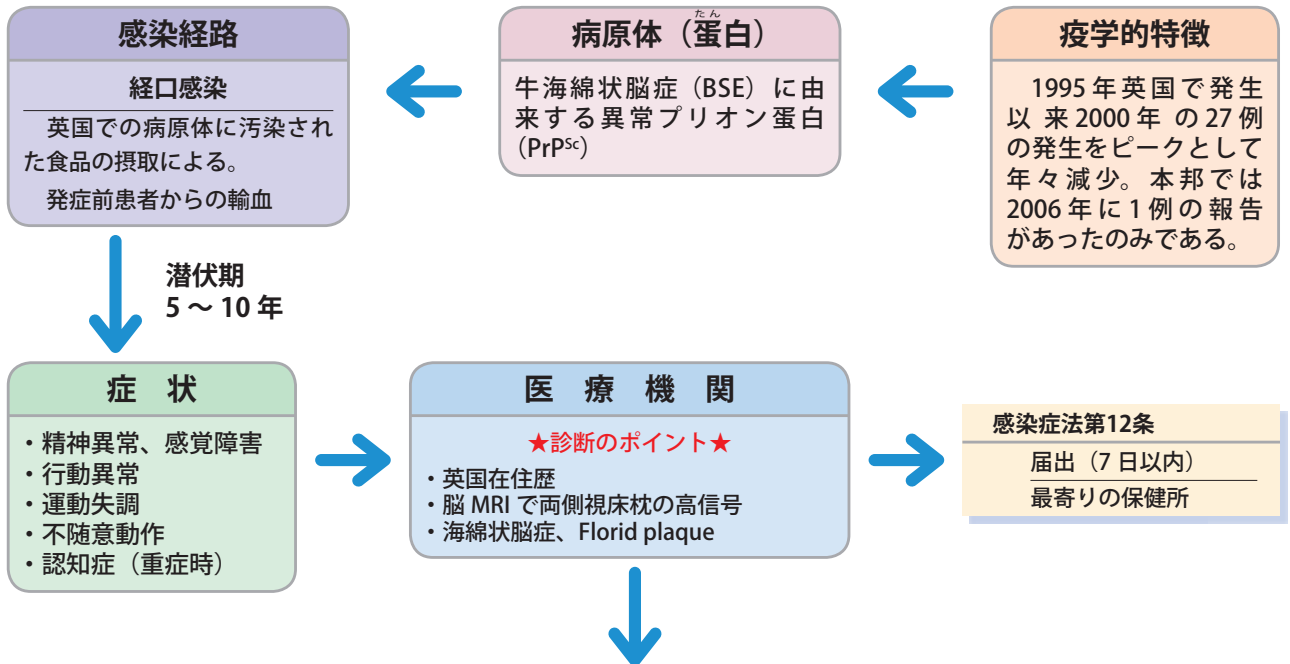 感染経路
経口感染
英国での病原体に汚染され
た食品の摂取による。
発症前患者からの輸血
病原体（蛋白）
たん
牛海綿状脳症（BSE）に由
来する異常プリオン蛋白
（PrPSc）
疫学的特徴
1995年英国で発生
以来2000年の27例
の発生をピークとして
年々減少。本邦では
2006年に1例の報告
があったのみである。
潜伏期
5～10年
症状
・精神異常、感覚障害
・行動異常
・運動失調
・不随意動作
・認知症（重症時）
医療機関
★診断のポイント★
・英国在住歴
・脳MRIで両側視床枕の高信号
・海綿状脳症、Florid plaque
感染症法第12条
届出（7日以内）
最寄りの保健所